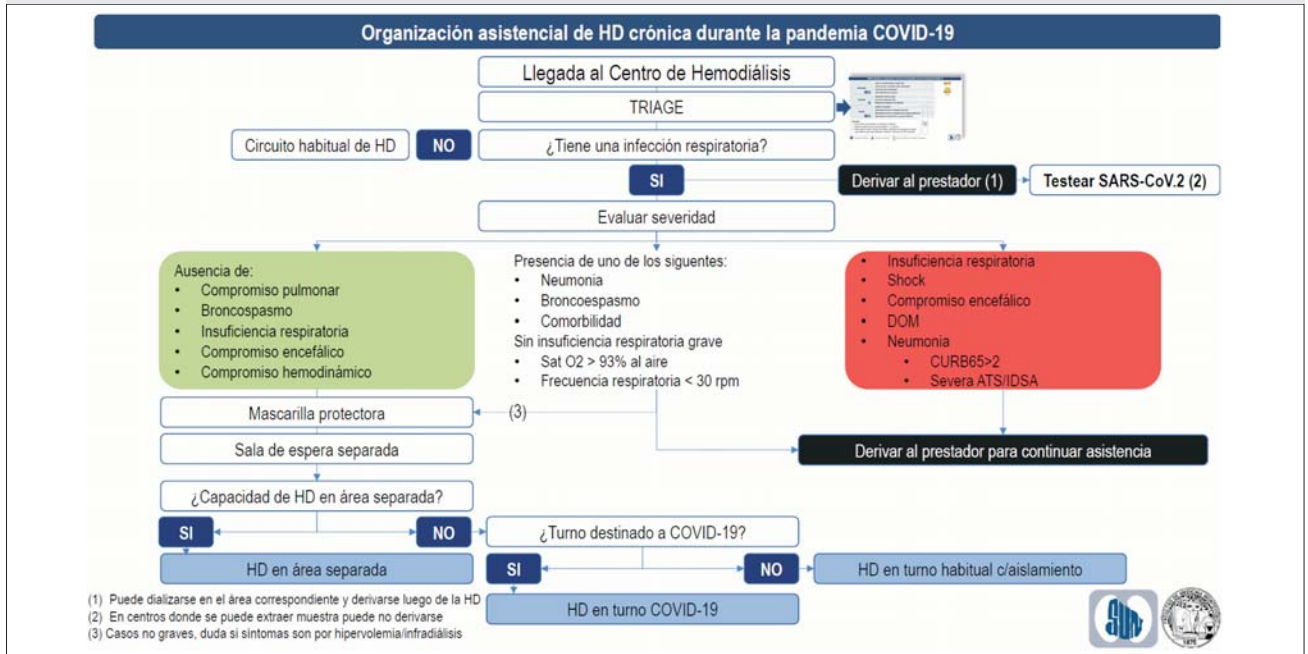 Organización asistencial de HD crónica durante la pandemia COVID-19
Llegada al Centro de Hemodiálisis
TRIAGE
Circuito habitual de HD
NO
¿Tiene una infección respiratoria?
SI
Derivar al prestador (1)
Testear SARS-CoV.2 (2)
Evaluar severidad
Ausencia de:
• Compromiso pulmonar
• Broncospasmo
• Insuficiencia respiratoria
• Compromiso encefálico
• Compromiso hemodinámico
Presencia de uno de los siguentes:
• Neumonia
• Broncoespasmo
• Comorbilidad
Sin insuficiencia respiratoria grave
• Sat O2 > 93% al aire
• Frecuencia respiratoria < 30 rpm
• Insuficiencia respiratoria
• Shock
• Compromiso encefálico
• DOM
• Neumonia
• CURB65>2
• Severa ATS/IDSA
Mascarilla protectora
(3)
Sala de espera separada
Derivar al prestador para continuar asistencia
¿Capacidad de HD en área separada?
SI
NO
¿Turno destinado a COVID-19?
HD en área separada
SI
NO
HD en turno habitual c/aislamiento
HD en turno COVID-19
(1) Puede dializarse en el área correspondiente y derivarse luego de la HD
(2) En centros donde se puede extraer muestra puede no derivarse
(3) Casos no graves, duda si sintomas son por hipervolemia/infradiálisis
SUN